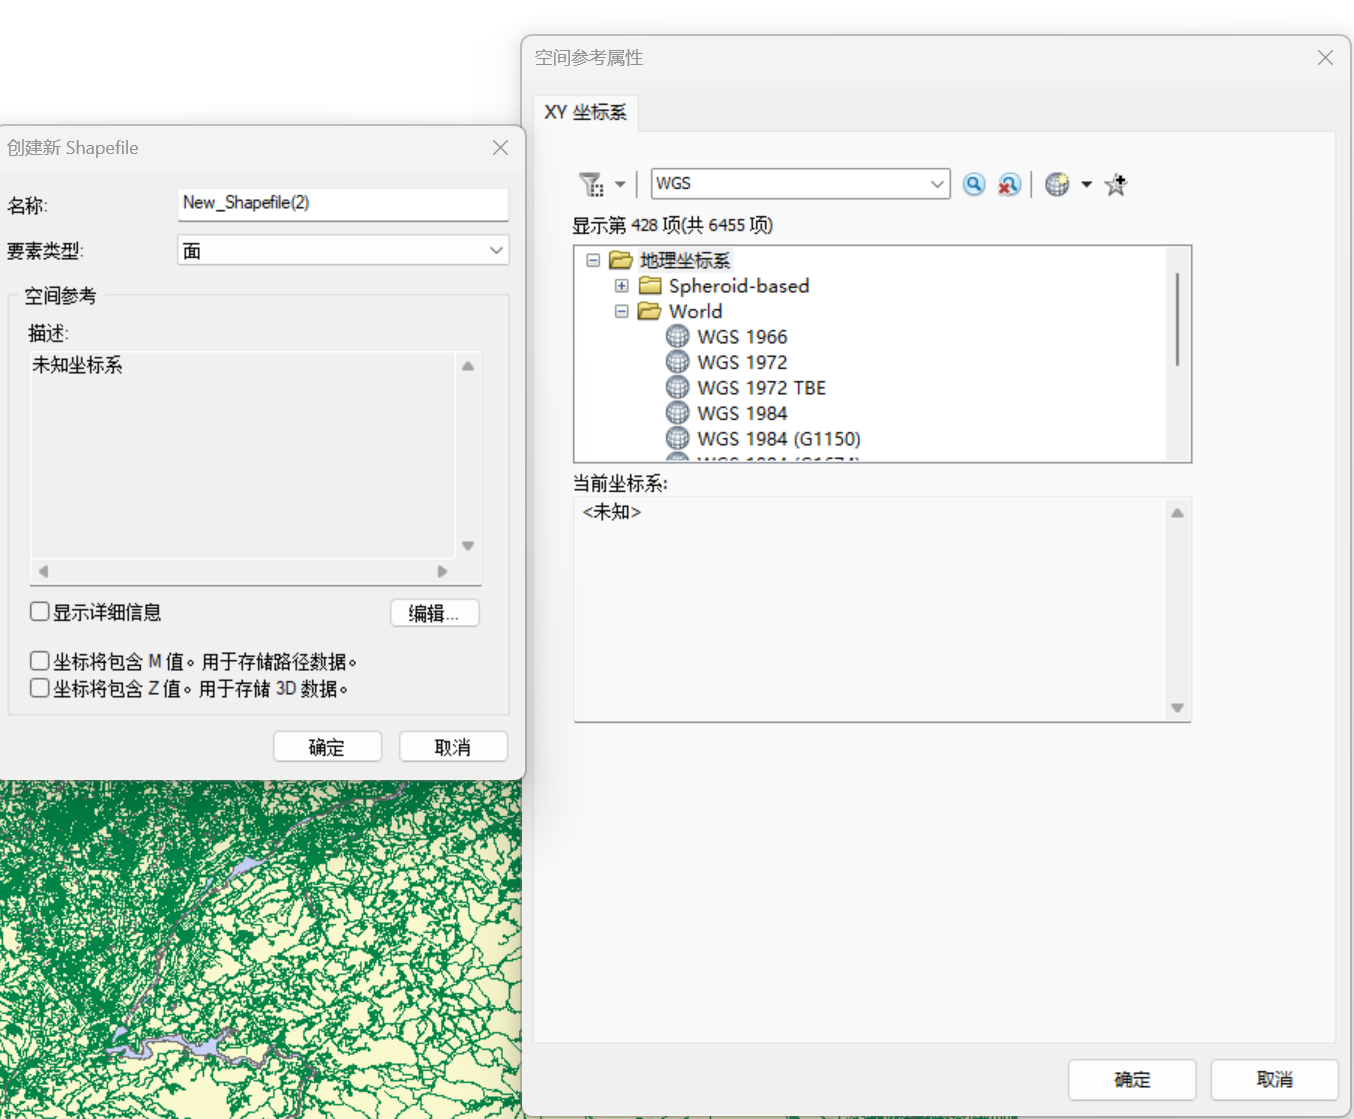 创建新 Shapefile
名称:
New_Shapefile(2)
要素类型:
面
空间参考
描述:
未知坐标系
显示详细信息
编辑...
坐标将包含 M 值。用于存储路径数据。
坐标将包含 Z 值。用于存储 3D 数据。
确定
取消
空间参考属性
XY 坐标系
WGS
显示第 428 项(共 6455 项)
地理坐标系
Spheroid-based
World
WGS 1966
WGS 1972
WGS 1972 TBE
WGS 1984
WGS 1984 (G1150)
当前坐标系:
<未知>
确定
取消